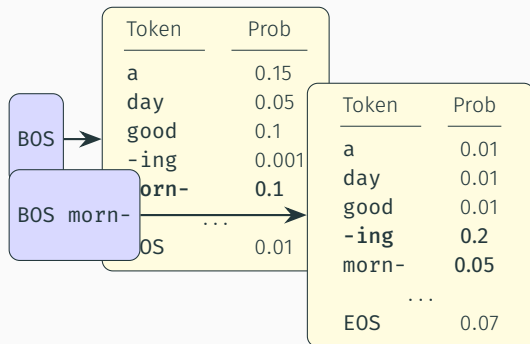 Token Prob
a 0.15
day 0.05
good 0.1
-ing 0.001
orn- 0.1
...
OS 0.01
BOS
BOS morn-
Token Prob
a 0.01
day 0.01
good 0.01
-ing 0.2
morn- 0.05
...
EOS 0.07